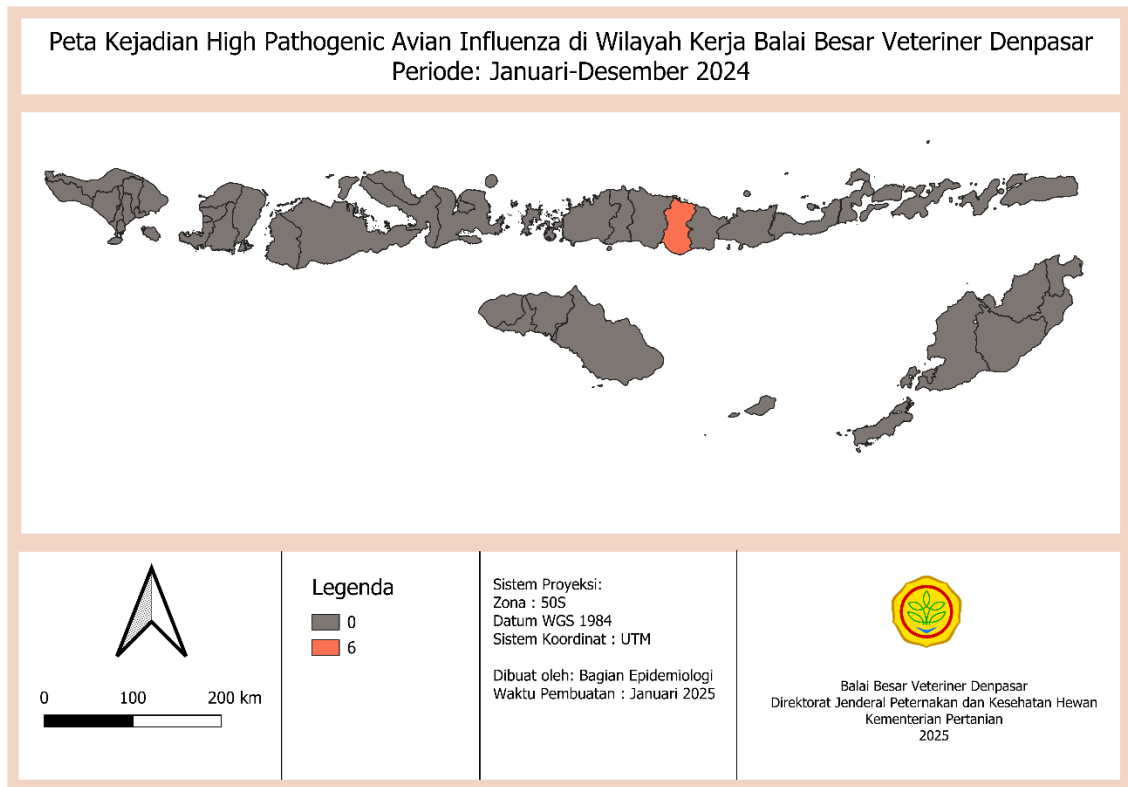 Peta Kejadian High Pathogenic Avian Influenza di Wilayah Kerja Balai Besar Veteriner Denpasar
Periode: Januari-Desember 2024
0 100 200 km
Legenda
0
6
Sistem Proyeksi:
Zona : 50S
Datum WGS 1984
Sistem Koordinat : UTM
Dibuat oleh: Bagian Epidemiologi
Waktu Pembuatan : Januari 2025
Balai Besar Veteriner Denpasar
Direktorat Jenderal Peternakan dan Kesehatan Hewan
Kementerian Pertanian
2025